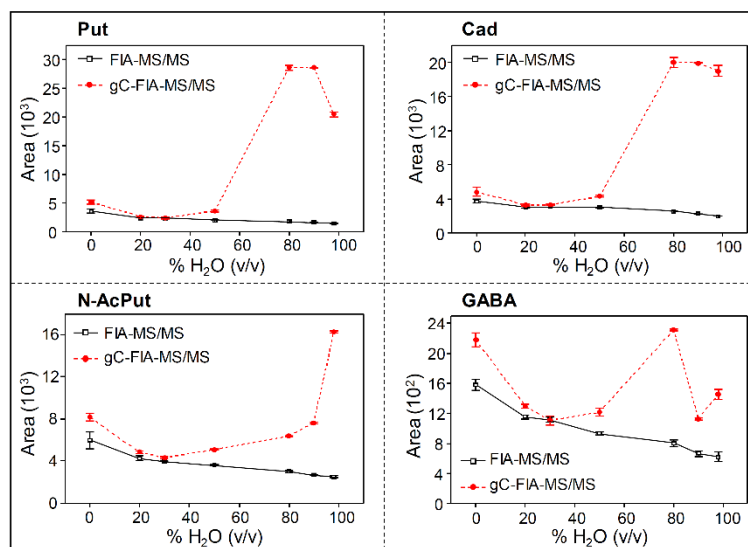 Put
FIA-MS/MS
gC-FIA-MS/MS
Area (10³)
30
25
20
15
10
5
0
0 20 40 60 80 100
% H₂O (v/v)
Cad
FIA-MS/MS
gC-FIA-MS/MS
Area (10³)
20
16
12
8
4
0
0 20 40 60 80 100
% H₂O (v/v)
N-AcPut
FIA-MS/MS
gC-FIA-MS/MS
Area (10³)
16
12
8
4
0
0 20 40 60 80 100
% H₂O (v/v)
GABA
Area (10²)
24
20
16
12
8
4
0
FIA-MS/MS
gC-FIA-MS/MS
0 20 40 60 80 100
% H₂O (v/v)